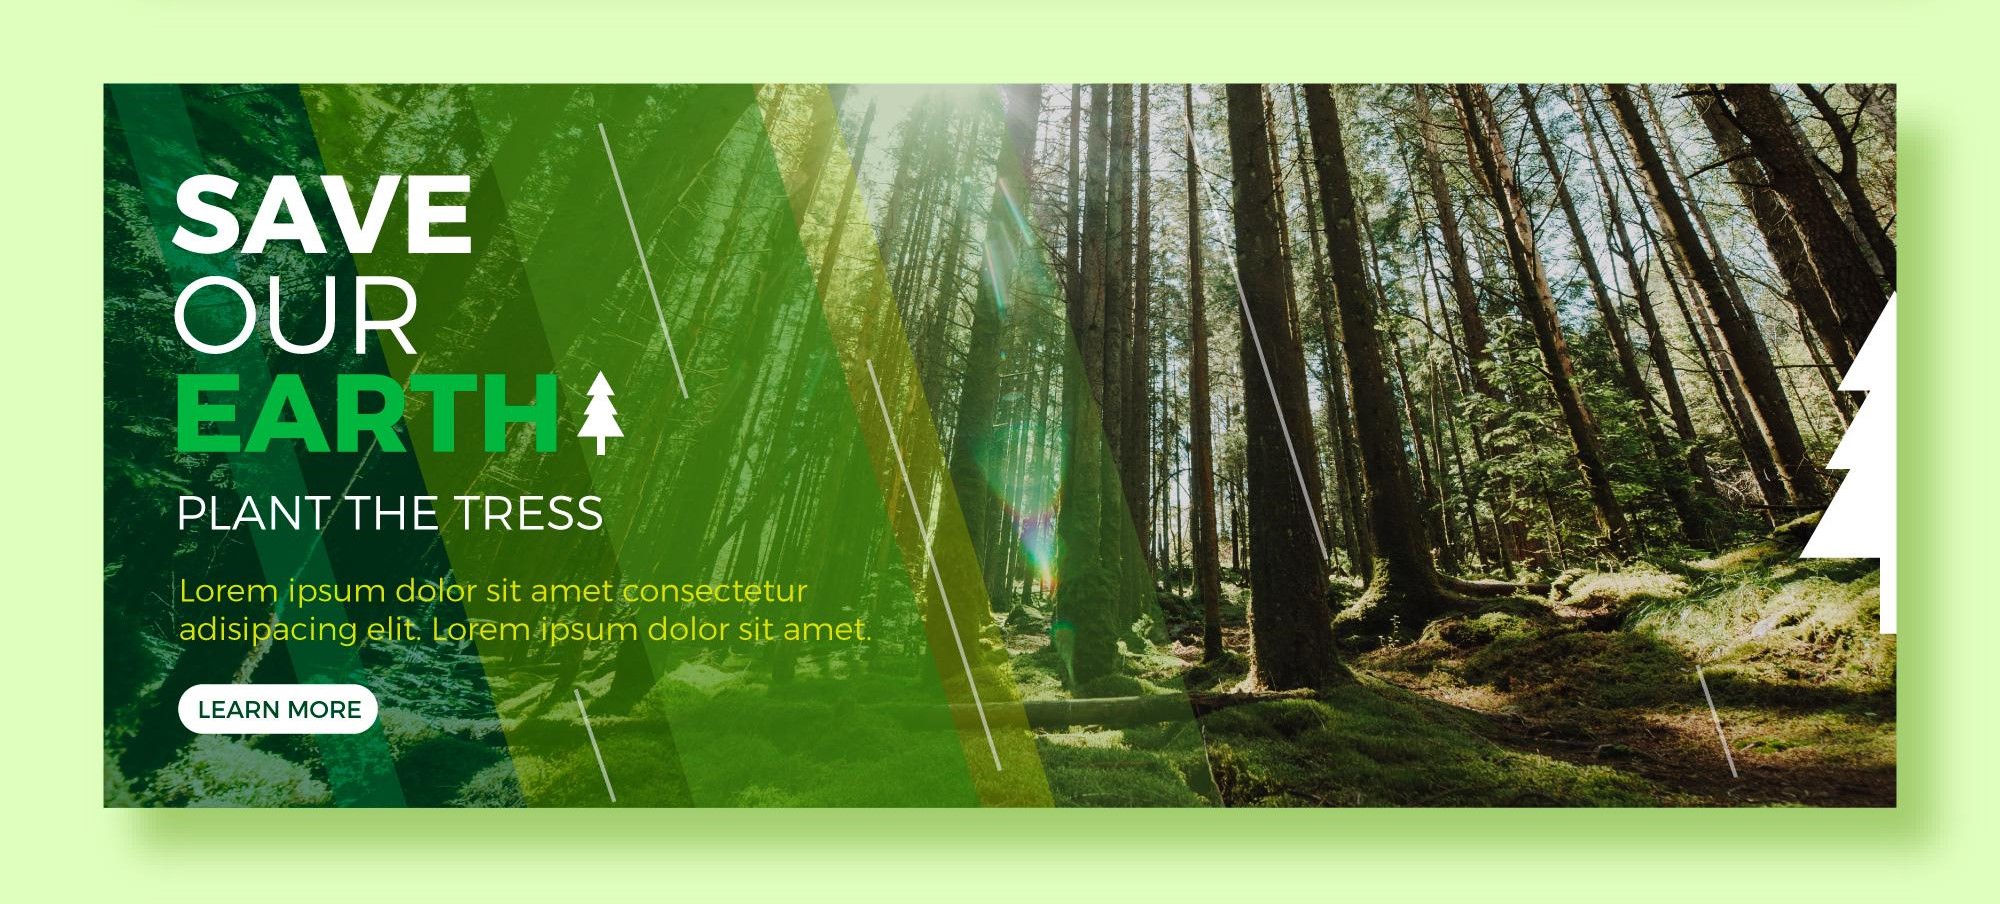 SAVE
OUR
EARTH
PLANT THE TRESS
Lorem ipsum dolor sit amet consectetur
adisipacing elit. Lorem ipsum dolor sit amet.
LEARN MORE